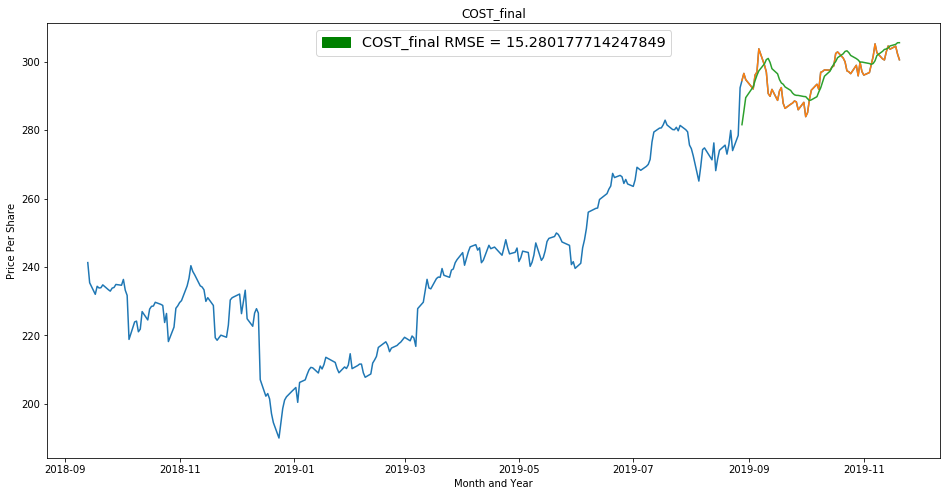 COST_final
COST_final RMSE = 15.280177714247849
Price Per Share
300
280
260
240
220
200
2018-09 2018-11 2019-01 2019-03 2019-05 2019-07 2019-09 2019-11
Month and Year